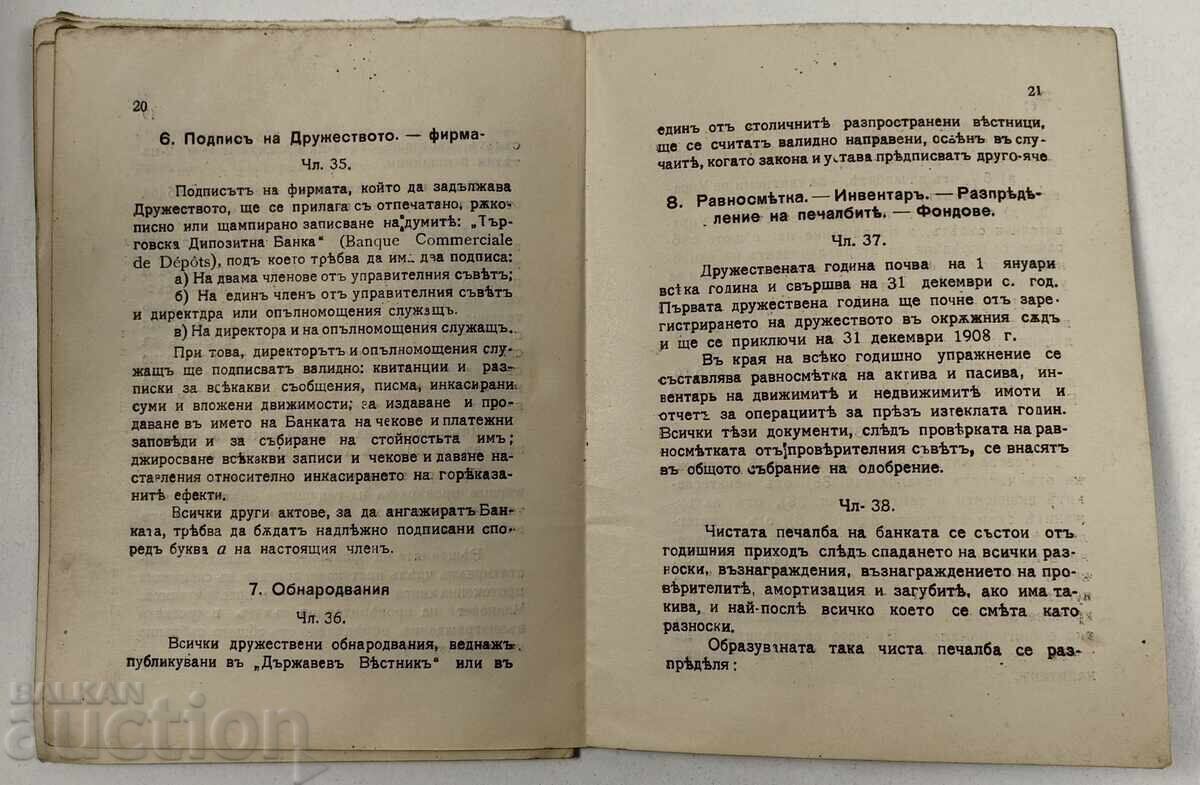 20
6. Подписъ на Дружеството. — фирма-
Чл. 35.
Подписътъ на фирмата, който да задължава
Дружеството, ще се прилага съ отпечатано, рѫко-
писно или щампирано записване на думитѣ: „Тър-
говска Дипозитна Банка“ (Banque Commerciale
de Dépôts), подъ което трѣбва да има два подписа:
а) На двама членове отъ управителния съвѣтъ;
б) На единъ членъ отъ управителния съвѣтъ
и директдра или опълномощения служащъ.
в) На директора и на опълномощения служащъ.
При това, директорътъ и опълномощения слу-
жащъ ще подписватъ валидно: квитанции и раз-
писки за всѣкакви съобщения, писма, инкасирани
суми и вложени движимости; за издаване и про-
даване въ името на Банката на чекове и платежни
заповѣди и за събиране на стойностьта имъ;
джиросване всѣкакви записи и чекове и даване на-
ставления относително инкасирането на горѣказа-
нитѣ ефекти.
Всички други актове, за да ангажиратъ Бан-
ката, трѣбва да бѫдатъ надлѣжно подписани спо-
редъ буква а на настоящия членъ.
7. Обнародвания
Чл. 36.
Всички дружествени обнародвания, веднажъ
публикувани въ „Държавевъ Вѣстникъ“ или въ
21
единъ отъ столичнитѣ разпространени вѣстници,
ще се считатъ валидно направени, освѣнъ въ слу-
чаитѣ, когато закона и устава прѣдписватъ друго-яче
8. Равносмѣтка. — Инвентаръ. — Разпрѣдѣ-
ление на печалбитѣ. — Фондове.
Чл. 37.
Дружествената година почва на 1 януари
всѣка година и свършва на 31 декември с. год.
Първата дружествена година ще почне отъ заре-
гистрирането на дружеството въ окрѫжния сѫдъ
и ще се приключи на 31 декември 1908 г.
Въ края на всѣко годишно упражнение се
съставлява равносмѣтка на актива и пасива, ин-
вентарь на движимитѣ и недвижимитѣ имоти и
отчетъ за операциитѣ за прѣзъ изтеклата годин.
Всички тѣзи документи, слѣдъ провѣрката на рав-
носмѣтката отъ провѣрителния съвѣтъ, се внасятъ
въ общото събрание на одобрение.
Чл- 38.
Чистата печалба на банката се състои отъ
годишния приходъ слѣдъ спадането на всички раз-
носки, възнаграждения, възнаграждението на про-
вѣрителитѣ, амортизация и загубитѣ, ако има та-
кива, и най-послѣ всичко което се смѣта като
разноски.
Образуваната така чиста печалба се раз-
прѣдѣля:
BALKAN
auction